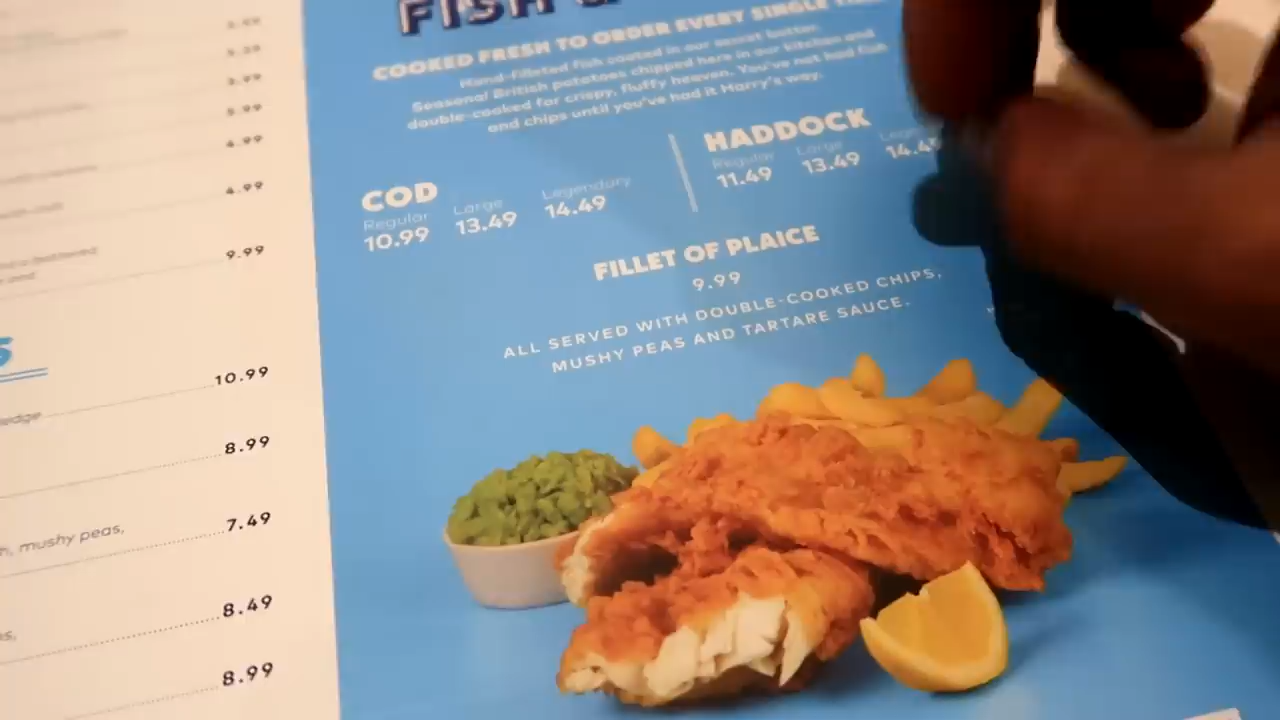 FISH &
COOKED FRESH TO ORDER EVERY SINGLE
Hand-filleted fish coated in our secret batter.
Seasonal British potatoes chipped here in our kitchen and
double-cooked for crispy, fluffy heaven. You've not had fish
and chips until you've had it Harry's way.
COD
Regular Large Legendary
10.99 13.49 14.49
HADDOCK
Regular Large
11.49 13.49 14.4
FILLET OF PLAICE
9.99
ALL SERVED WITH DOUBLE-COOKED CHIPS,
MUSHY PEAS AND TARTARE SAUCE.
4.99
4.99
9.99
10.99
8.99
mushy peas,
7.49
8.49
8.99